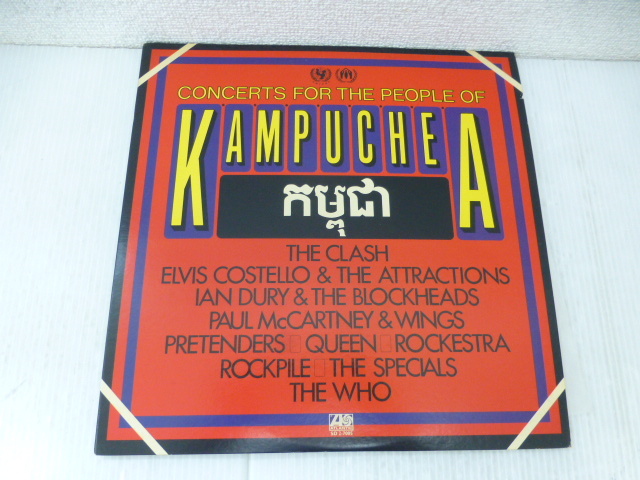 CONCERTS FOR THE PEOPLE OF
KAMPUCHEA
កម្ពុជា
THE CLASH
ELVIS COSTELLO & THE ATTRACTIONS
IAN DURY & THE BLOCKHEADS
PAUL McCARTNEY & WINGS
PRETENDERS QUEEN ROCKESTRA
ROCKPILE THE SPECIALS
THE WHO
ATLANTIC